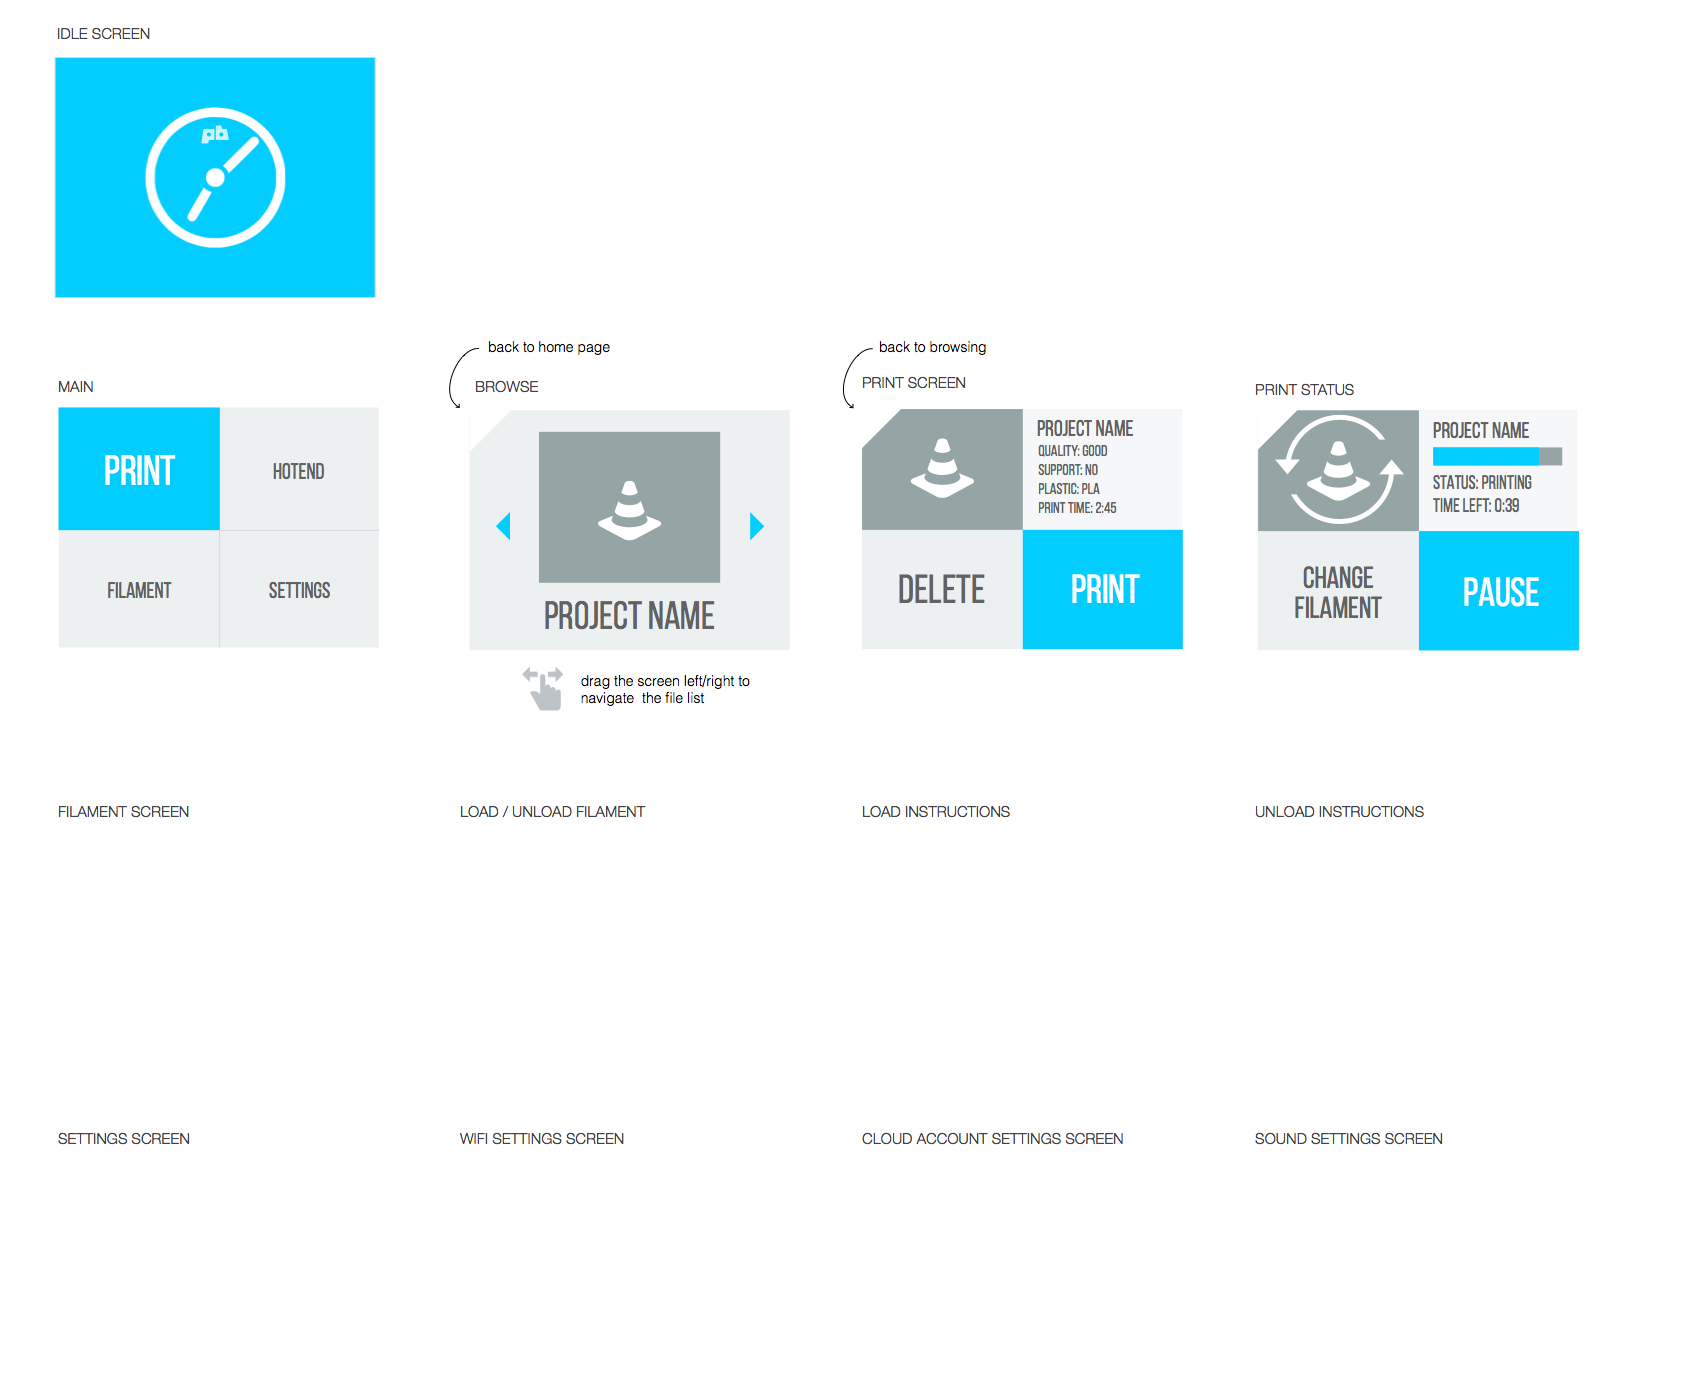 IDLE SCREEN
pb
back to home page
back to browsing
MAIN
BROWSE
PRINT SCREEN
PRINT STATUS
PRINT
HOTEND
FILAMENT
SETTINGS
PROJECT NAME
drag the screen left/right to
navigate  the file list
PROJECT NAME
QUALITY: GOOD
SUPPORT: NO
PLASTIC: PLA
PRINT TIME: 2:45
DELETE
PRINT
PROJECT NAME
STATUS: PRINTING
TIME LEFT: 0:39
CHANGE
FILAMENT
PAUSE
FILAMENT SCREEN
LOAD / UNLOAD FILAMENT
LOAD INSTRUCTIONS
UNLOAD INSTRUCTIONS
SETTINGS SCREEN
WIFI SETTINGS SCREEN
CLOUD ACCOUNT SETTINGS SCREEN
SOUND SETTINGS SCREEN